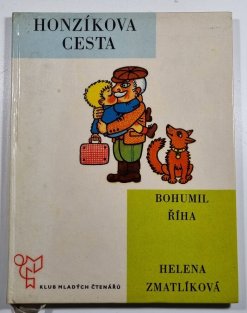 HONZÍKOVA
CESTA
BOHUMIL
ŘÍHA
KLUB MLADÝCH ČTENÁŘŮ
HELENA
ZMATLÍKOVÁ